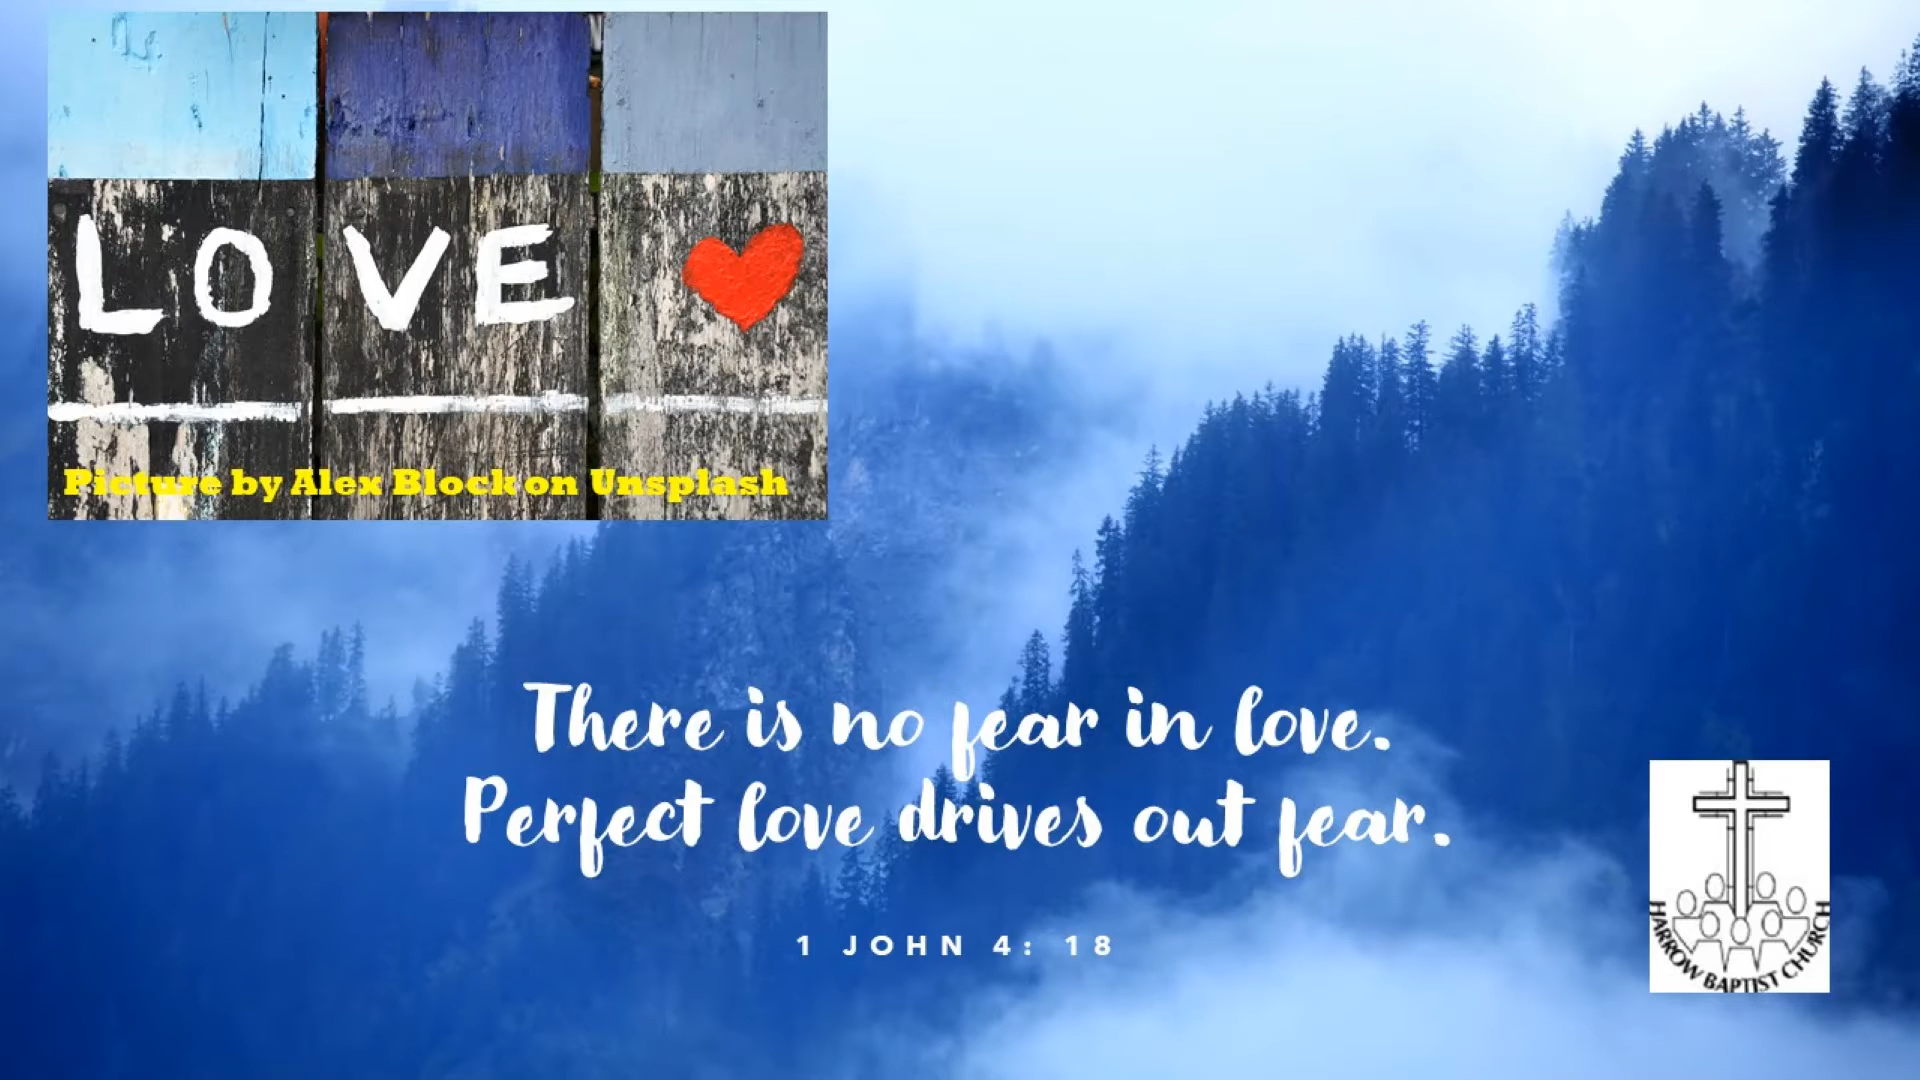 LOVE
Picture by Alex Block on Unsplash
There is no fear in love.
Perfect love drives out fear.
1 JOHN 4: 18
HARROW BAPTIST CHURCH